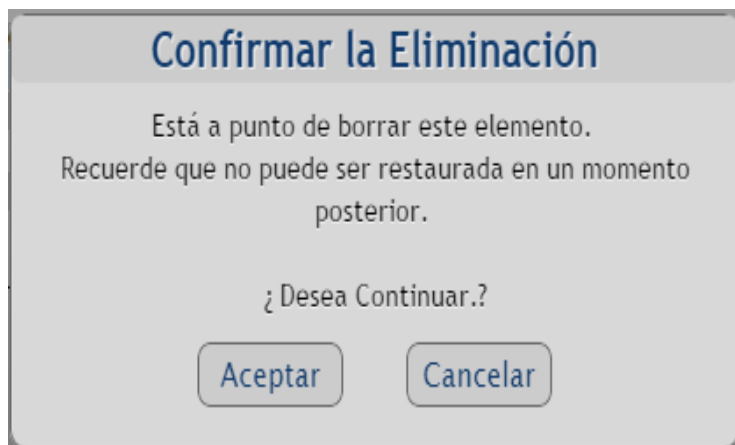 Confirmar la Eliminación
Está a punto de borrar este elemento.
Recuerde que no puede ser restaurada en un momento
posterior.
¿ Desea Continuar.?
Aceptar
Cancelar